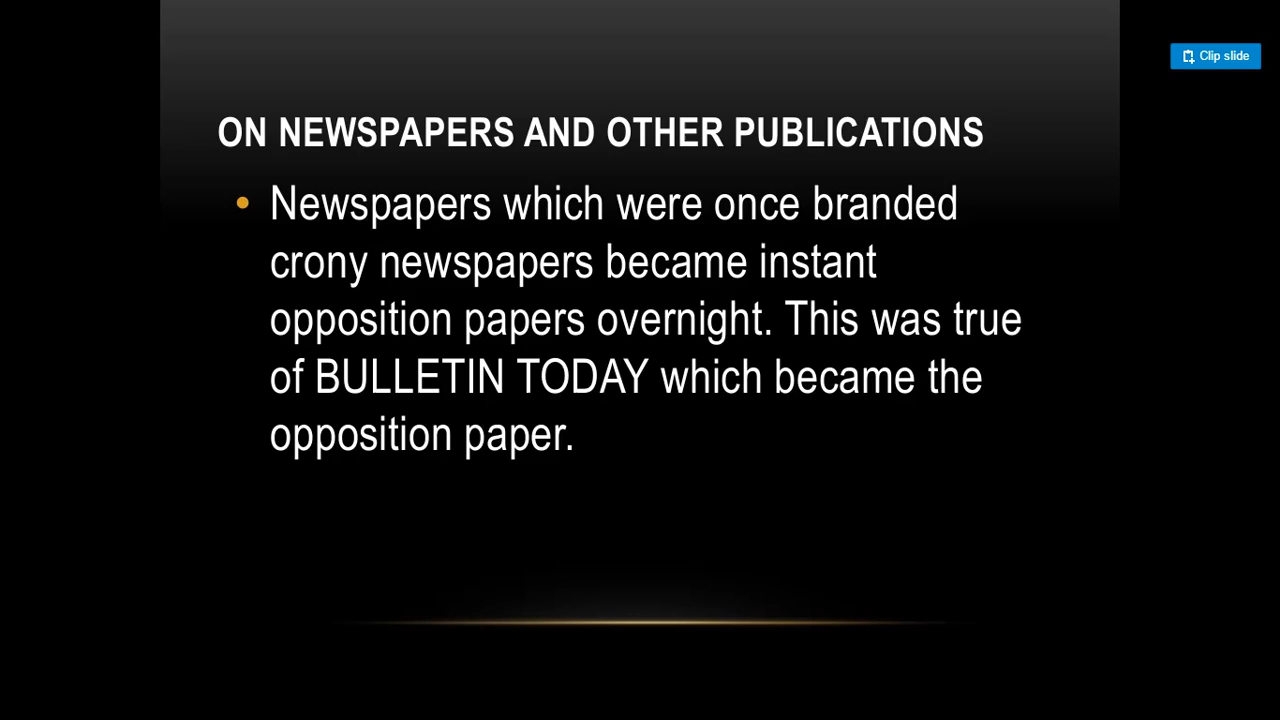 Clip slide
ON NEWSPAPERS AND OTHER PUBLICATIONS
• Newspapers which were once branded
crony newspapers became instant
opposition papers overnight. This was true
of BULLETIN TODAY which became the
opposition paper.